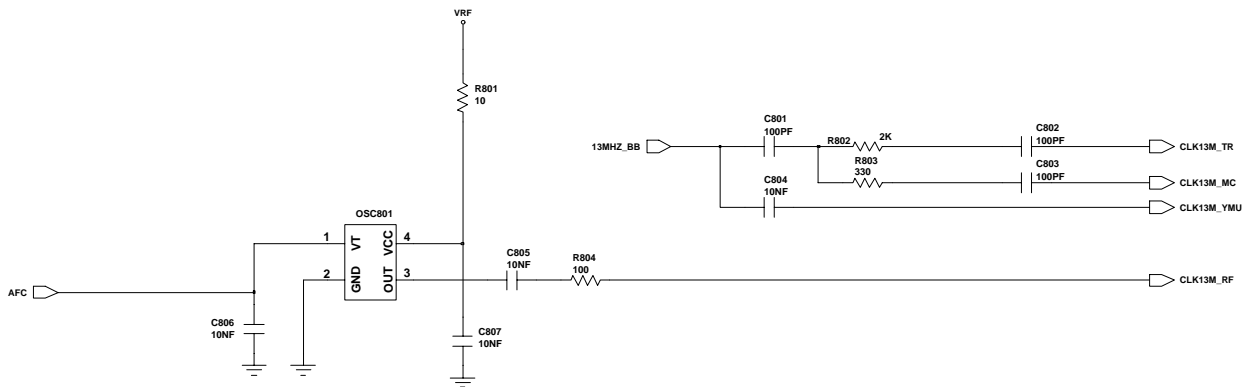 VRF
R801
10
C801
100PF
C802
100PF
13MHZ_BB
R802
2K
CLK13M_TR
R803
330
C803
100PF
CLK13M_MC
C804
10NF
CLK13M_YMU
OSC801
1
VT
VCC
4
2
GND
OUT
3
C805
10NF
R804
100
CLK13M_RF
AFC
C806
10NF
C807
10NF